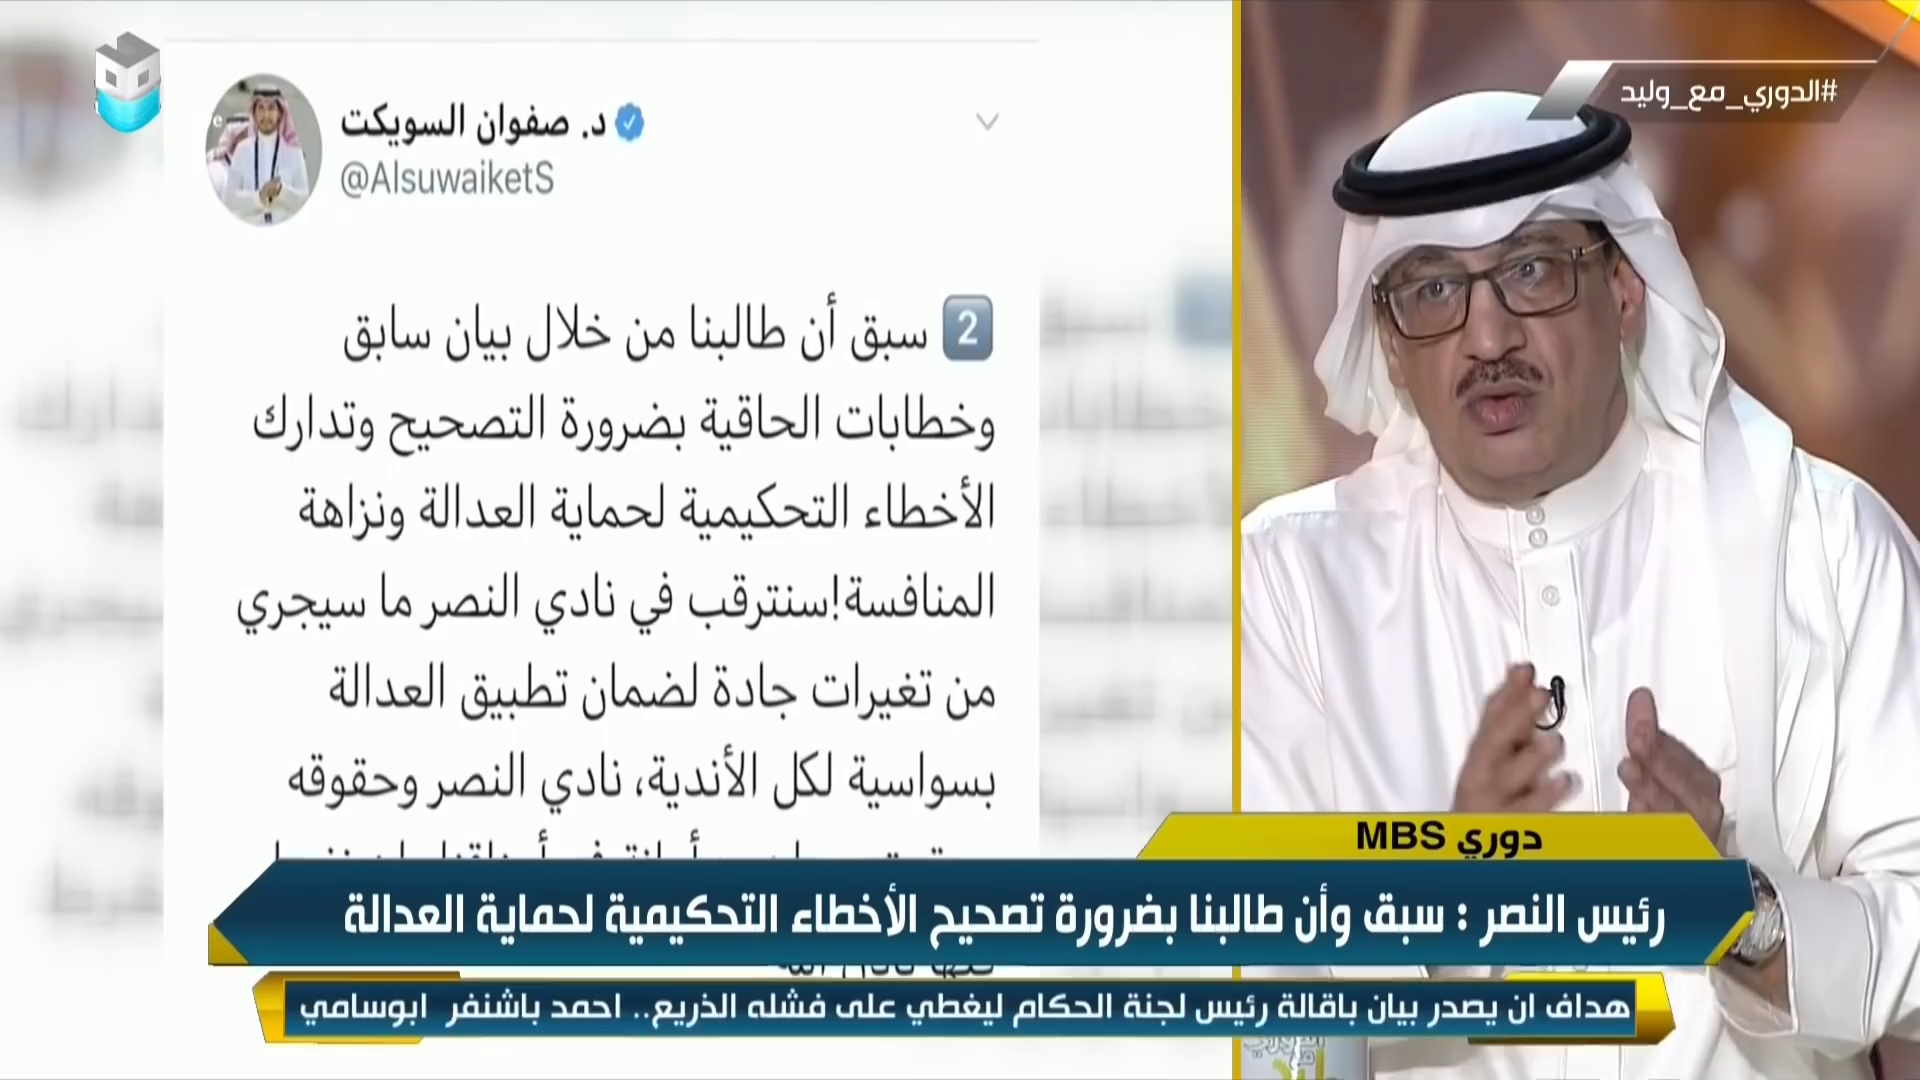 #الدوري_مع_وليد
د. صفوان السويكت
@AlsuwaiketS
2 سبق أن طالبنا من خلال بيان سابق
وخطابات الحاقية بضرورة التصحيح وتدارك
الأخطاء التحكيمية لحماية العدالة ونزاهة
المنافسة!سنترقب في نادي النصر ما سيجري
من تغيرات جادة لضمان تطبيق العدالة
بسواسية لكل الأندية، نادي النصر وحقوقه
دوري MBS
رئيس النصر : سبق وأن طالبنا بضرورة تصحيح الأخطاء التحكيمية لحماية العدالة
هداف ان يصدر بيان باقالة رئيس لجنة الحكام ليغطي على فشله الذريع.. احمد باشنفر ابوسامي